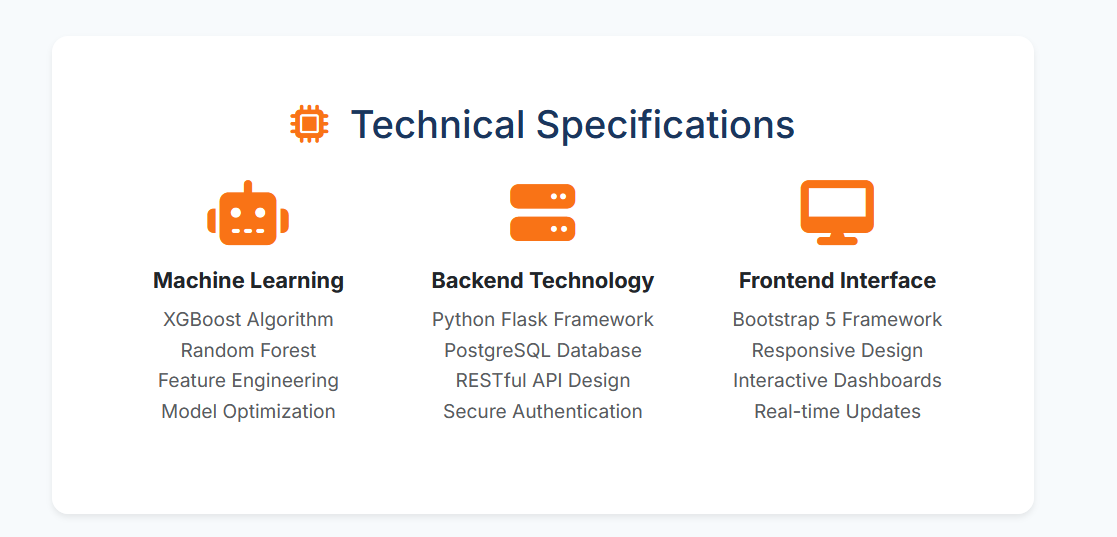 Technical Specifications
Machine Learning
XGBoost Algorithm
Random Forest
Feature Engineering
Model Optimization
Backend Technology
Python Flask Framework
PostgreSQL Database
RESTful API Design
Secure Authentication
Frontend Interface
Bootstrap 5 Framework
Responsive Design
Interactive Dashboards
Real-time Updates